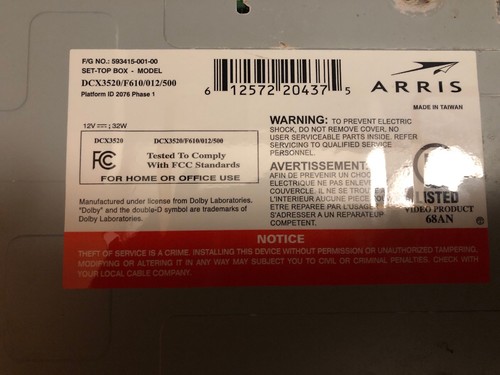 F/G NO.: 593415-001-00
SET-TOP BOX - MODEL
DCX3520/F610/012/500
Platform ID 2076 Phase 1
6 12572 20437 5
ARRIS
MADE IN TAIWAN
12V 32W
DCX3520 DCX3520/F610/012/500
FC Tested To Comply
With FCC Standards
FOR HOME OR OFFICE USE
Manufactured under license from Dolby Laboratories.
"Dolby" and the double-D symbol are trademarks of
Dolby Laboratories.
WARNING: TO PREVENT ELECTRIC
SHOCK, DO NOT REMOVE COVER, NO
USER SERVICEABLE PARTS INSIDE. REFER
SERVICING TO QUALIFIED SERVICE
PERSONNEL.
AVERTISSEMENT
AFIN DE PREVENIR UN CHOC
ELECTRIQUE NE PAS ENLEVE
COUVERCLE, IL NE SE TROU
L'INTERIEUR AUCUNE PIECE
ETRE REPAREE PAR L'USAG
S'ADRESSER A UN REPARATEUR
COMPETENT.
LISTED
VIDEO PRODUCT
68AN
NOTICE
THEFT OF SERVICE IS A CRIME. INSTALLING THIS DEVICE WITHOUT PERMISSION OR UNAUTHORIZED TAMPERING,
MODIFYING OR ALTERING IT IN ANY WAY MAY SUBJECT YOU TO CIVIL OR CRIMINAL PENALTIES. CHECK WITH
YOUR LOCAL CABLE COMPANY.